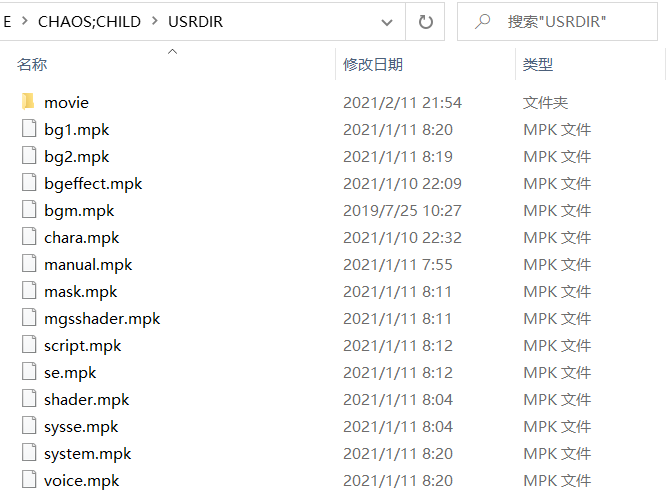 E > CHAOS;CHILD > USRDIR 搜索"USRDIR"
名称 修改日期 类型
movie 2021/2/11 21:54 文件夹
bg1.mpk 2021/1/11 8:20 MPK 文件
bg2.mpk 2021/1/11 8:19 MPK 文件
bgeffect.mpk 2021/1/10 22:09 MPK 文件
bgm.mpk 2019/7/25 10:27 MPK 文件
chara.mpk 2021/1/10 22:32 MPK 文件
manual.mpk 2021/1/11 7:55 MPK 文件
mask.mpk 2021/1/11 8:11 MPK 文件
mgsshader.mpk 2021/1/11 8:11 MPK 文件
script.mpk 2021/1/11 8:12 MPK 文件
se.mpk 2021/1/11 8:12 MPK 文件
shader.mpk 2021/1/11 8:04 MPK 文件
sysse.mpk 2021/1/11 8:04 MPK 文件
system.mpk 2021/1/11 8:20 MPK 文件
voice.mpk 2021/1/11 8:20 MPK 文件